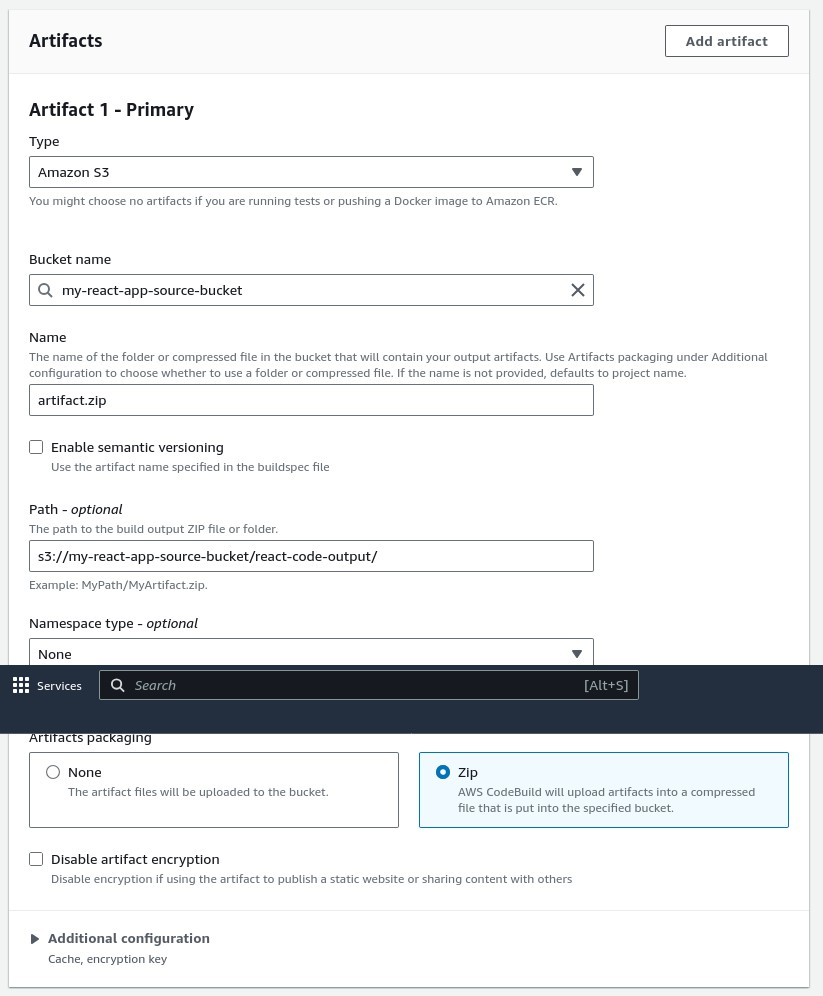 Artifacts
Add artifact
Artifact 1 - Primary
Type
Amazon S3
You might choose no artifacts if you are running tests or pushing a Docker image to Amazon ECR.
Bucket name
my-react-app-source-bucket
Name
The name of the folder or compressed file in the bucket that will contain your output artifacts. Use Artifacts packaging under Additional
configuration to choose whether to use a folder or compressed file. If the name is not provided, defaults to project name.
artifact.zip
Enable semantic versioning
Use the artifact name specified in the buildspec file
Path - optional
The path to the build output ZIP file or folder.
s3://my-react-app-source-bucket/react-code-output/
Example: MyPath/MyArtifact.zip.
Namespace type - optional
None
Services
Search
[Alt+S]
Artifacts packaging
None
The artifact files will be uploaded to the bucket.
Zip
AWS CodeBuild will upload artifacts into a compressed
file that is put into the specified bucket.
Disable artifact encryption
Disable encryption if using the artifact to publish a static website or sharing content with others
Additional configuration
Cache, encryption key